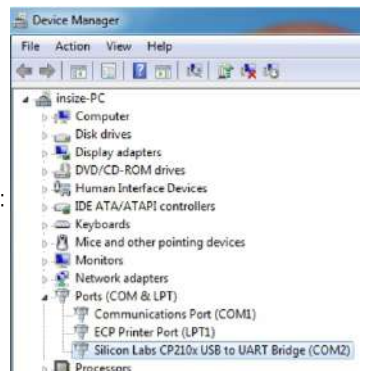 Device Manager
File Action View Help
insize-PC
Computer
Disk drives
Display adapters
DVD/CD-ROM drives
Human Interface Devices
: IDE ATA/ATAPI controllers
Keyboards
Mice and other pointing devices
Monitors
Network adapters
Ports (COM & LPT)
Communications Port (COM1)
ECP Printer Port (LPT1)
Silicon Labs CP210x USB to UART Bridge (COM2)
Processors